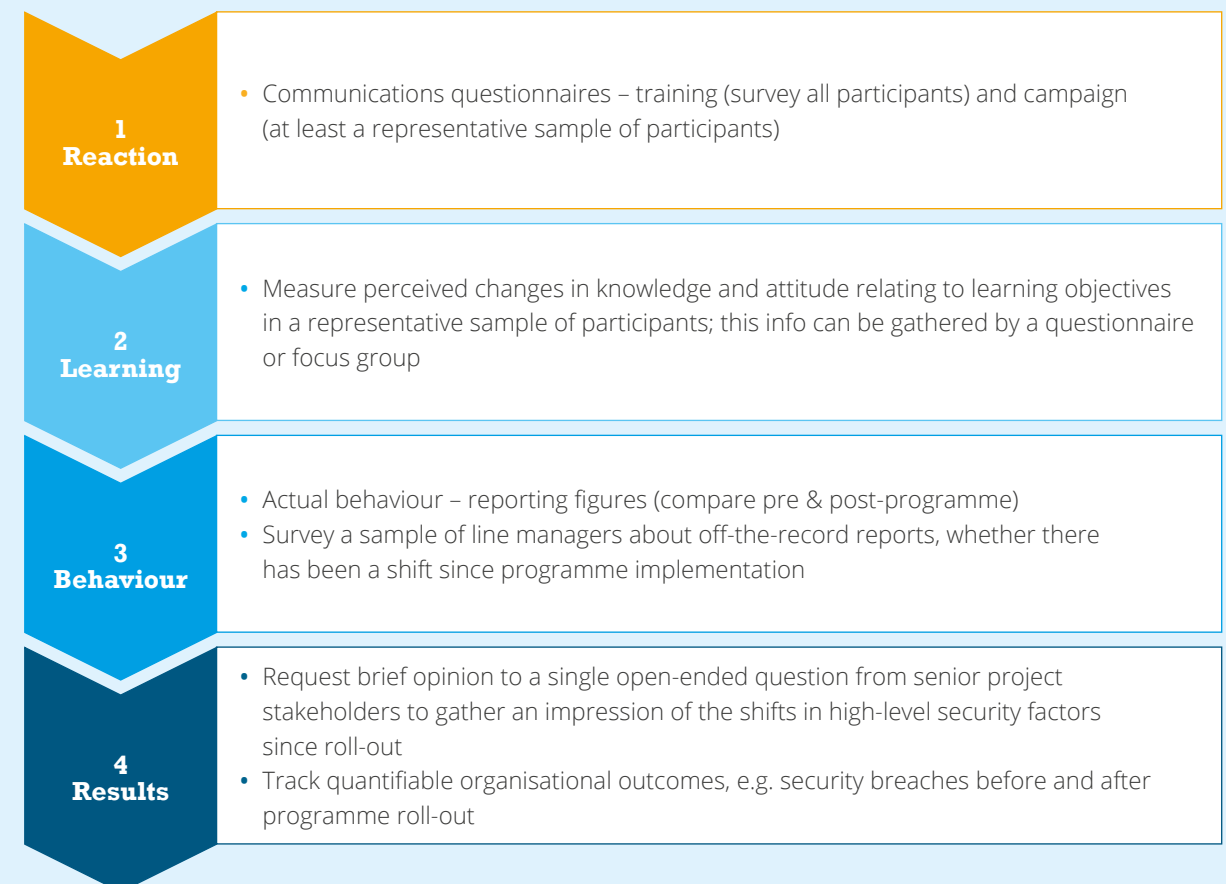 1
Reaction
• Communications questionnaires – training (survey all participants) and campaign
(at least a representative sample of participants)
2
Learning
• Measure perceived changes in knowledge and attitude relating to learning objectives
in a representative sample of participants; this info can be gathered by a questionnaire
or focus group
3
Behaviour
• Actual behaviour – reporting figures (compare pre & post-programme)
• Survey a sample of line managers about off-the-record reports, whether there
has been a shift since programme implementation
4
Results
• Request brief opinion to a single open-ended question from senior project
stakeholders to gather an impression of the shifts in high-level security factors
since roll-out
• Track quantifiable organisational outcomes, e.g. security breaches before and after
programme roll-out